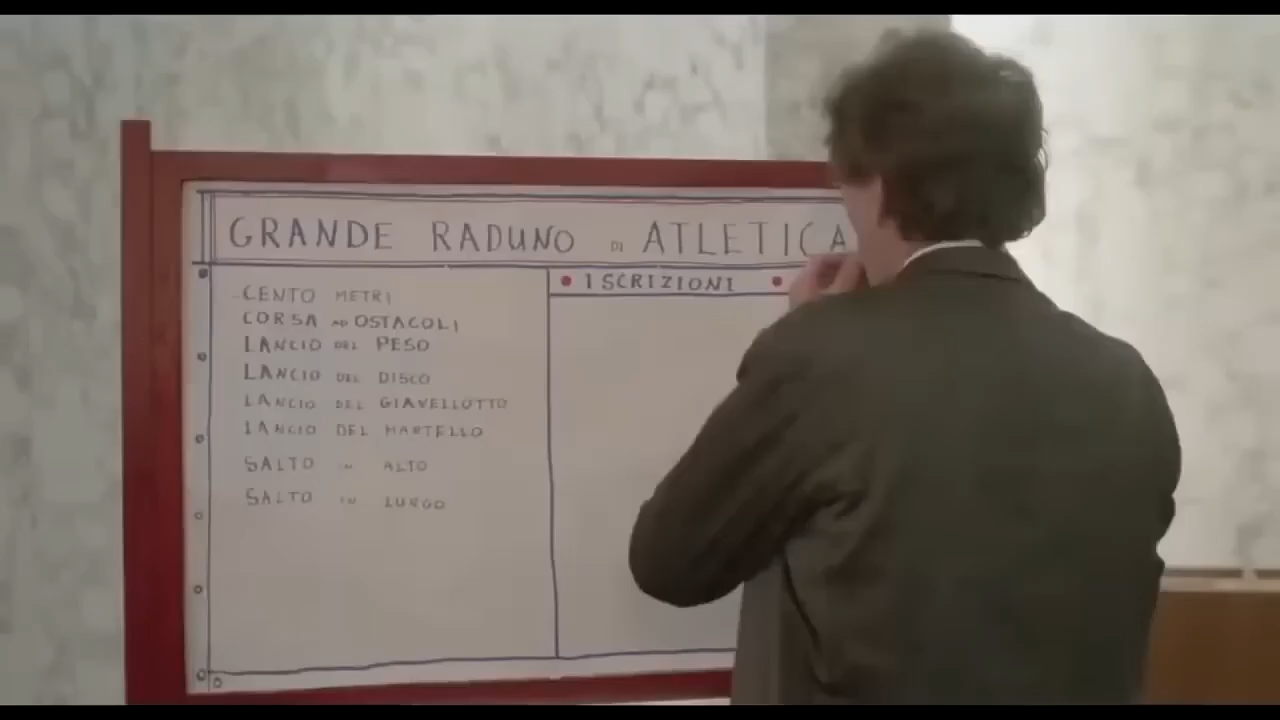 GRANDE RADUNO DI ATLETICA
ISCRIZIONI
CENTO METRI
CORSA AD OSTACOLI
LANCIO DEL PESO
LANCIO DEL DISCO
LANCIO DEL GIAVELLOTTO
LANCIO DEL MARTELLO
SALTO IN ALTO
SALTO IN LUNGO